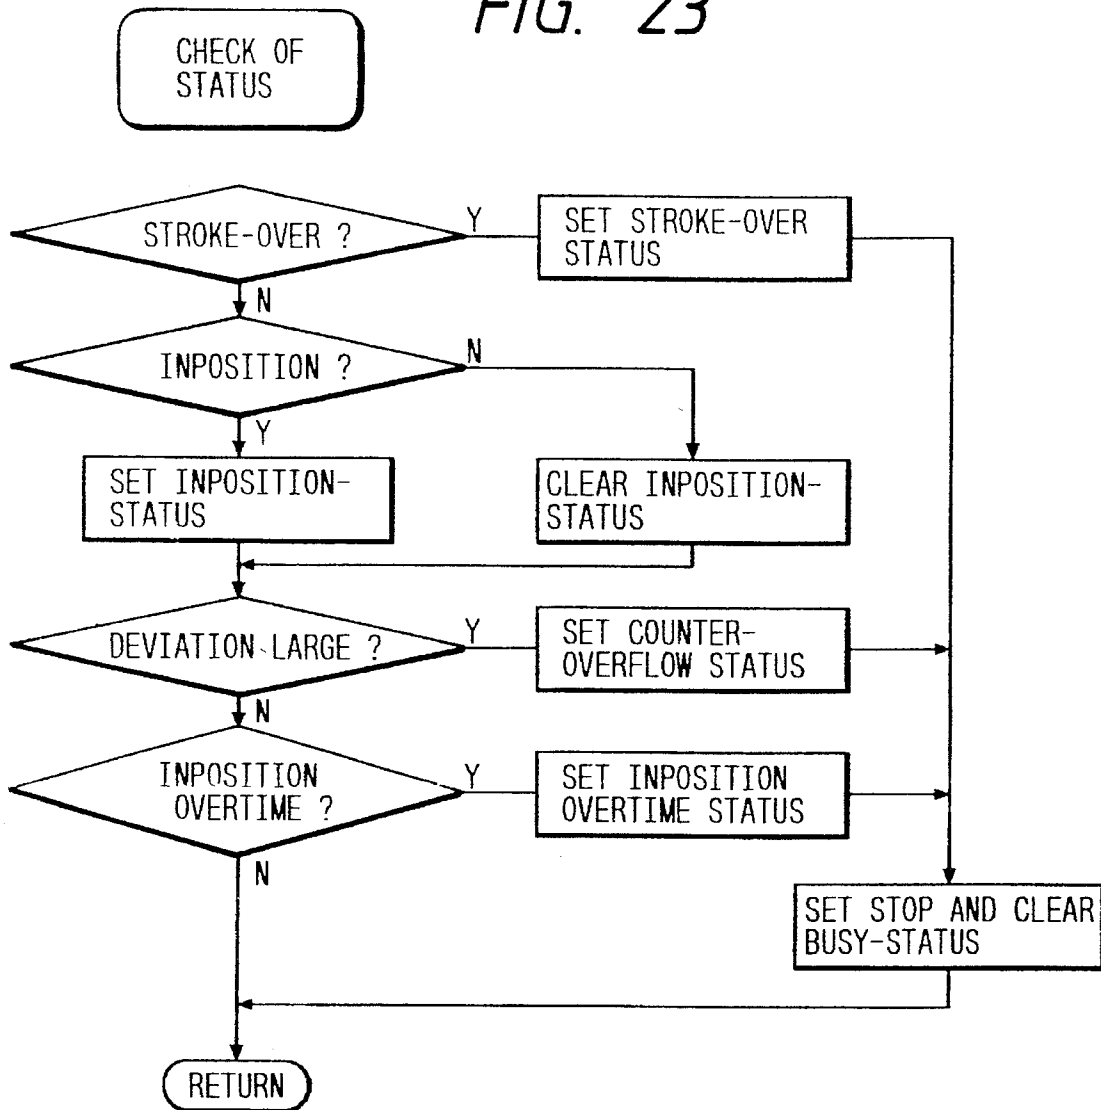 FIG. 23
CHECK OF
STATUS
STROKE-OVER ?
Y
SET STROKE-OVER
STATUS
N
INPOSITION ?
N
Y
SET INPOSITION-
STATUS
CLEAR INPOSITION-
STATUS
DEVIATION-LARGE ?
Y
SET COUNTER-
OVERFLOW STATUS
N
INPOSITION
OVERTIME ?
Y
SET INPOSITION
OVERTIME STATUS
N
SET STOP AND CLEAR
BUSY-STATUS
RETURN